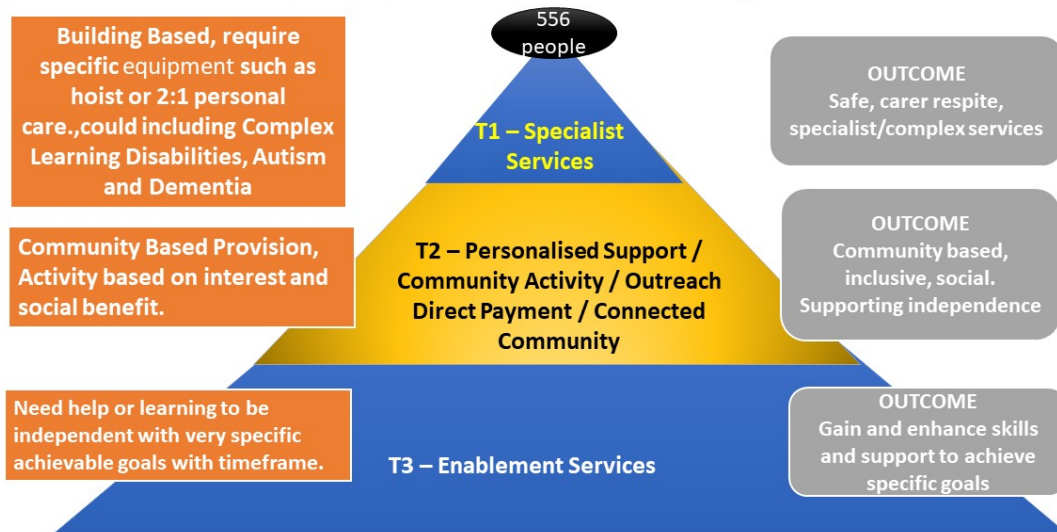 556
people
Building Based, require
specific equipment such as
hoist or 2:1 personal
care.,could including Complex
Learning Disabilities, Autism
and Dementia
T1 – Specialist
Services
OUTCOME
Safe, carer respite,
specialist/complex services
Community Based Provision,
Activity based on interest and
social benefit.
T2 – Personalised Support /
Community Activity / Outreach
Direct Payment / Connected
Community
OUTCOME
Community based,
inclusive, social.
Supporting independence
Need help or learning to be
independent with very specific
achievable goals with timeframe.
T3 – Enablement Services
OUTCOME
Gain and enhance skills
and support to achieve
specific goals